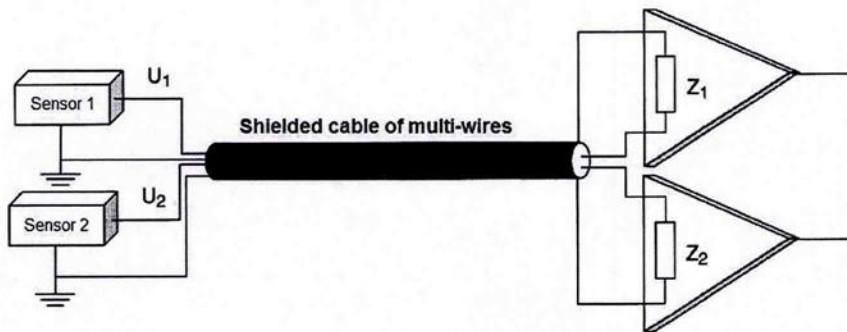 U1
Sensor 1
Z1
Shielded cable of multi-wires
U2
Sensor 2
Z2